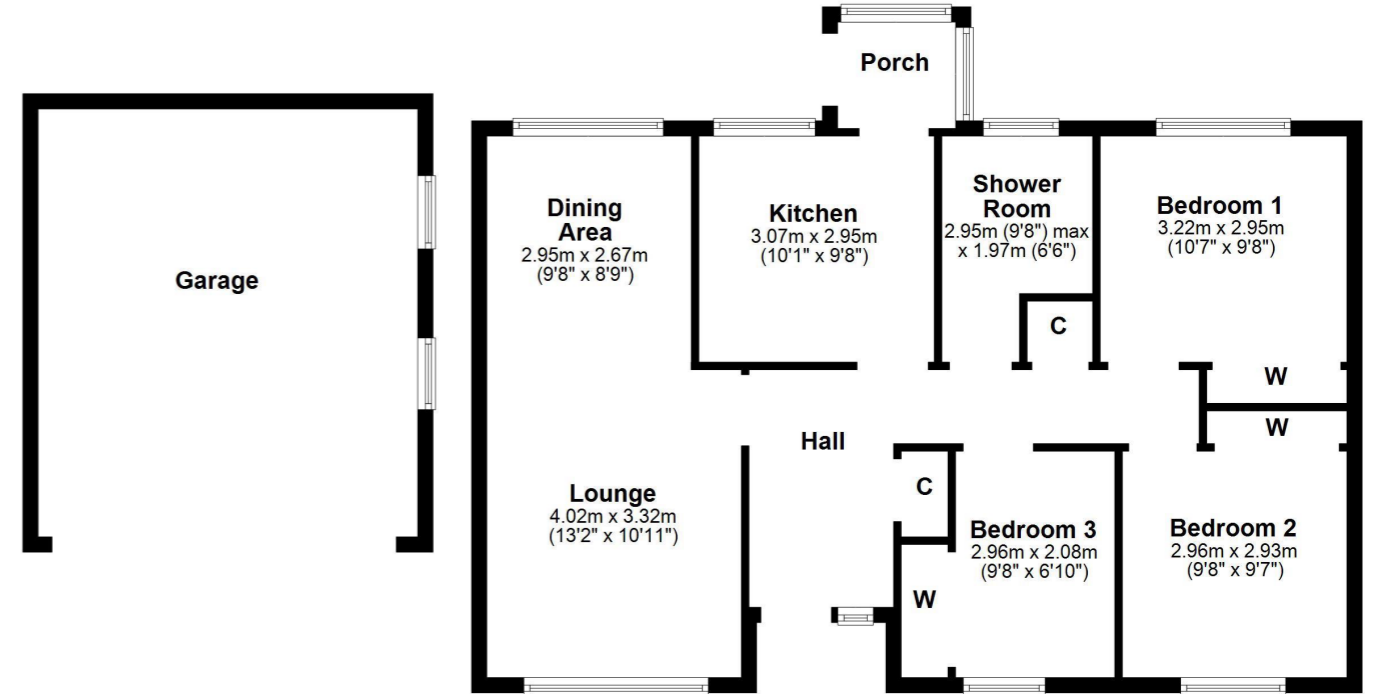 Porch
Garage
Dining
Area
2.95m x 2.67m
(9'8" x 8'9")
Kitchen
3.07m x 2.95m
(10'1" x 9'8")
Shower
Room
2.95m (9'8") max
x 1.97m (6'6")
Bedroom 1
3.22m x 2.95m
(10'7" x 9'8")
C
W
W
Hall
Lounge
4.02m x 3.32m
(13'2" x 10'11")
C
W
Bedroom 3
2.96m x 2.08m
(9'8" x 6'10")
Bedroom 2
2.96m x 2.93m
(9'8" x 9'7")